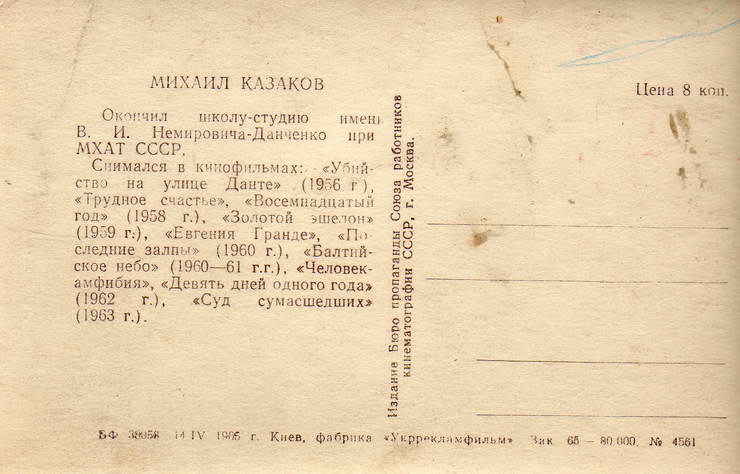 МИХАИЛ КАЗАКОВ
Окончил школу-студию имени
В. И. Немировича-Данченко при
МХАТ СССР.
Снимался в кинофильмах: «Убий-
ство на улице Данте» (1956 г),
«Трудное счастье», «Восемнадцатый
год» (1958 г.), «Золотой эшелон»
(1959 г.), «Евгения Гранде», «По-
следние залпы» (1960 г.), «Балтий-
ское небо» (1960—61 г.г.), «Человек-
амфибия», «Девять дней одного года»
(1962 г.), «Суд сумасшедших»
(1963 г.).
Издание Бюро пропаганды Союза работников
кинематографии СССР, г. Москва.
Цена 8 коп.
БФ 14 IV г. Киев, фабрика «Укррекламфильм» Зак 65 — 80 000. № 4561